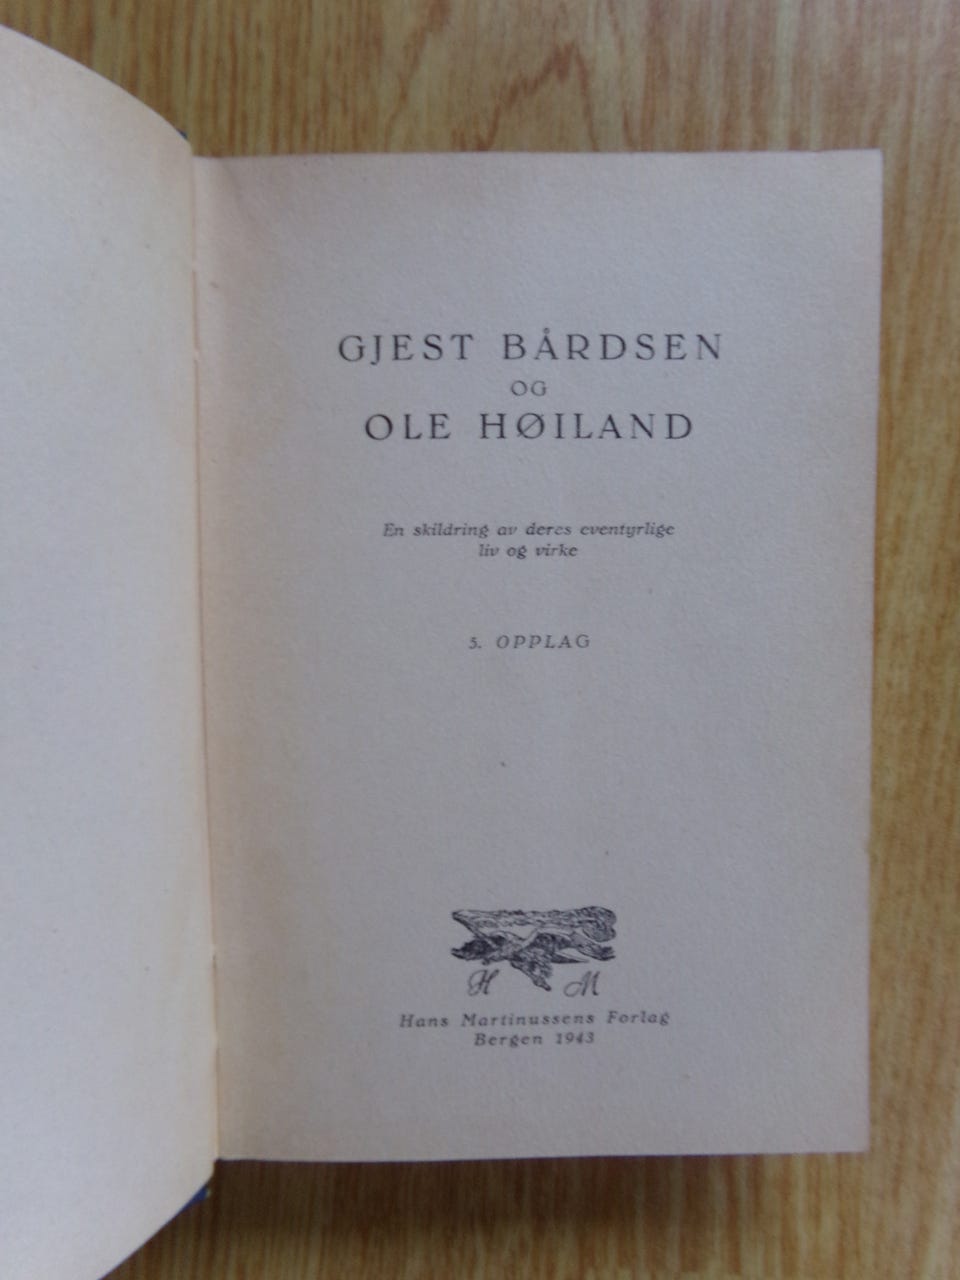 GJEST BÅRDSEN
OG
OLE HØILAND
En skildring av deres eventyrlige
liv og virke
5. OPPLAG
H M
Hans Martinussens Forlag
Bergen 1943